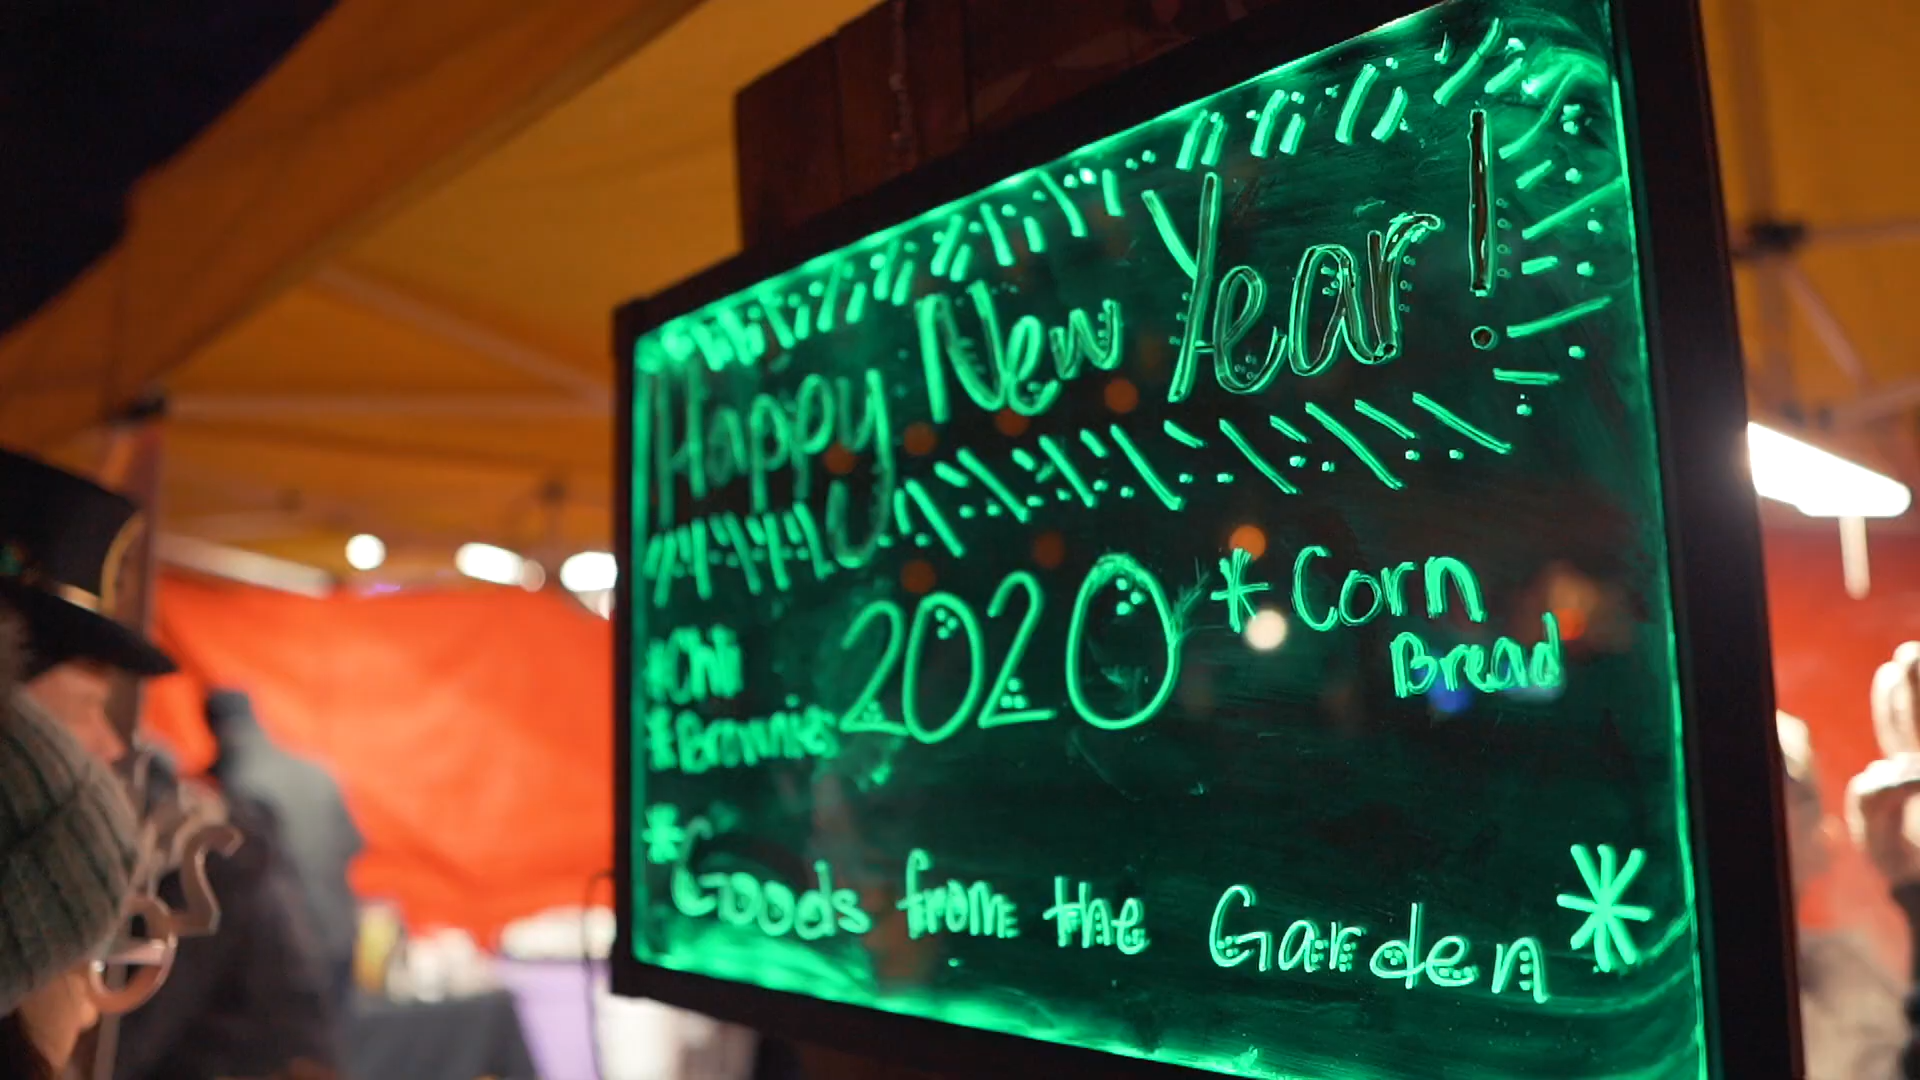 Happy New Year!
2020
*Chili
*Brownies
*Corn
Bread
*Goods from the Garden*